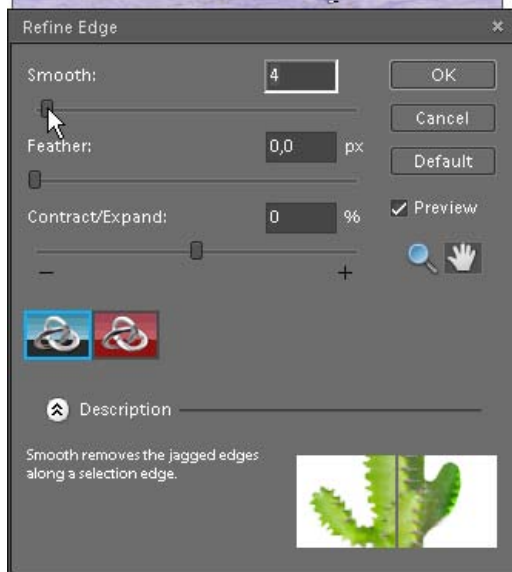 Refine Edge
Smooth: 4
OK
Cancel
Feather: 0,0 px
Default
Contract/Expand: 0 %
Preview
− +
Description
Smooth removes the jagged edges
along a selection edge.